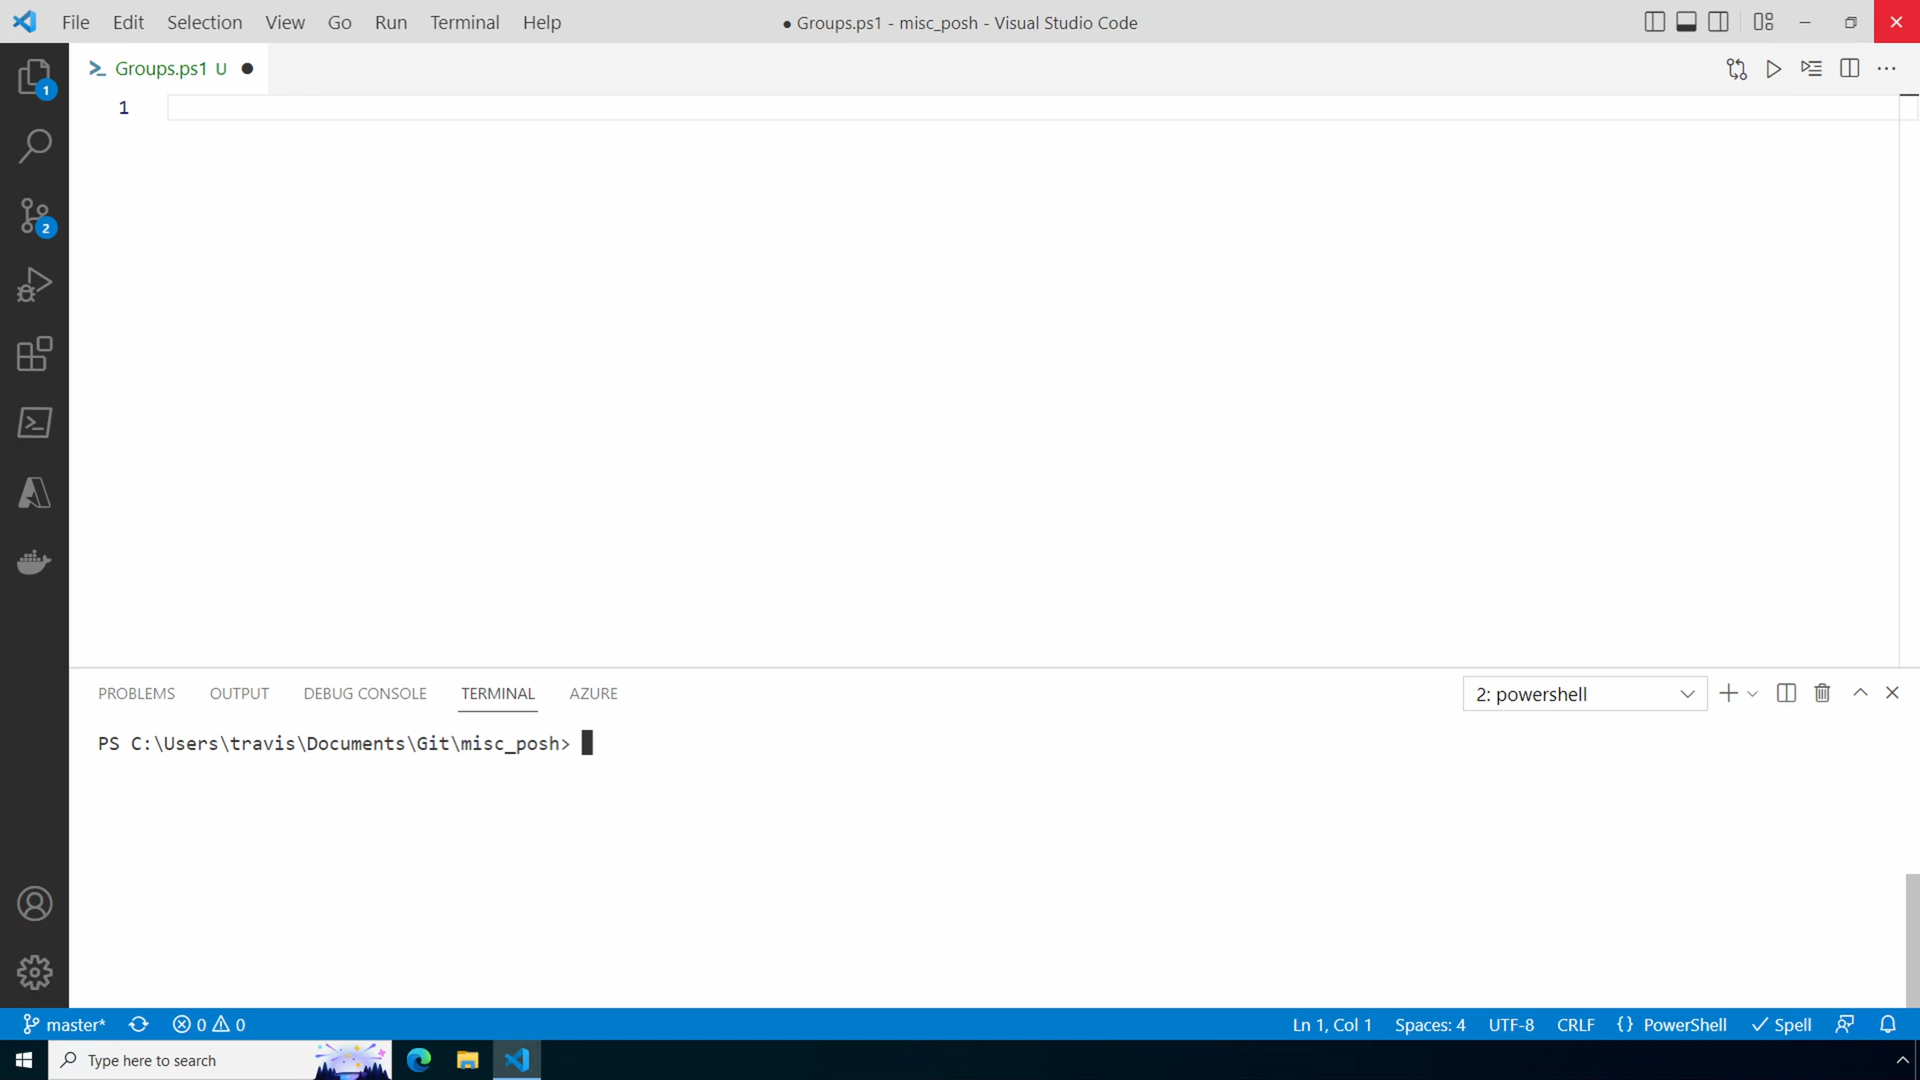 File Edit Selection View Go Run Terminal Help
● Groups.ps1 - misc_posh - Visual Studio Code
Groups.ps1 U ●
1
1
2
PROBLEMS OUTPUT DEBUG CONSOLE TERMINAL AZURE
2: powershell
PS C:\Users\travis\Documents\Git\misc_posh>
master* 0 0 Ln 1, Col 1 Spaces: 4 UTF-8 CRLF {} PowerShell ✓ Spell
Type here to search